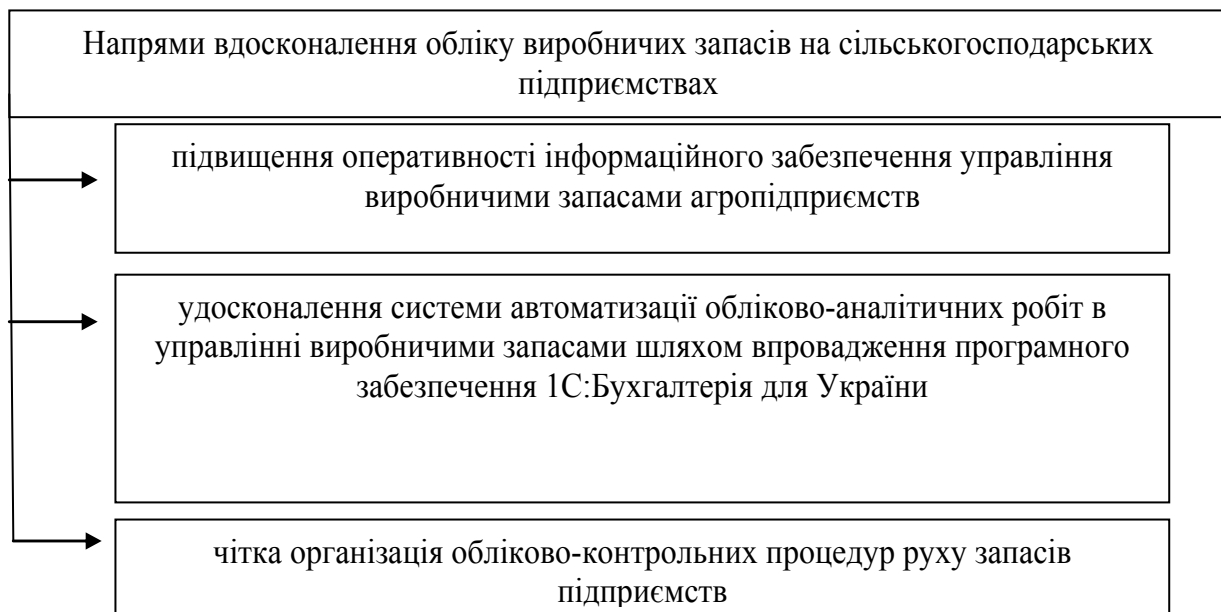 Напрями вдосконалення обліку виробничих запасів на сільськогосподарських
підприємствах
підвищення оперативності інформаційного забезпечення управління
виробничими запасами агропідприємств
удосконалення системи автоматизації обліково-аналітичних робіт в
управлінні виробничими запасами шляхом впровадження програмного
забезпечення 1С:Бухгалтерія для України
чітка організація обліково-контрольних процедур руху запасів
підприємств